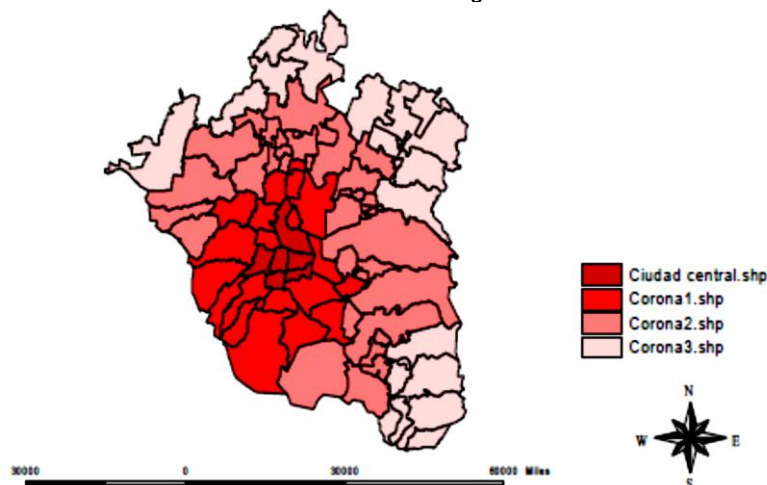 Ciudad central.shp
Corona1.shp
Corona2.shp
Corona3.shp
N
W E
S
30000 0 30000 60000 Miles